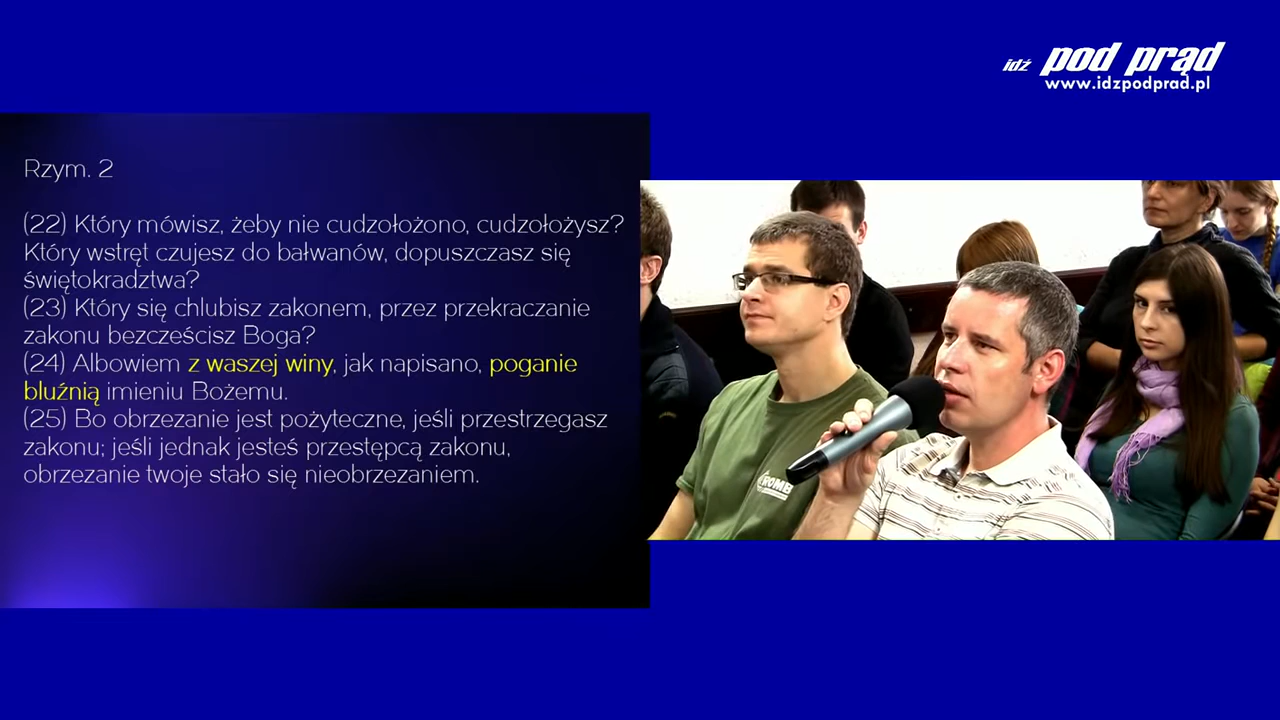 idź pod prąd
www.idzpodprad.pl
Rzym. 2
(22) Który mówisz, żeby nie cudzołożono, cudzołożysz?
Który wstręt czujesz do bałwanów, dopuszczasz się
świętokradztwa?
(23) Który się chlubisz zakonem, przez przekraczanie
zakonu bezcześcisz Boga?
(24) Albowiem z waszej winy, jak napisano, poganie
bluźnią imieniu Bożemu.
(25) Bo obrzezanie jest pożyteczne, jeśli przestrzegasz
zakonu; jeśli jednak jesteś przestępcą zakonu,
obrzezanie twoje stało się nieobrzezaniem.